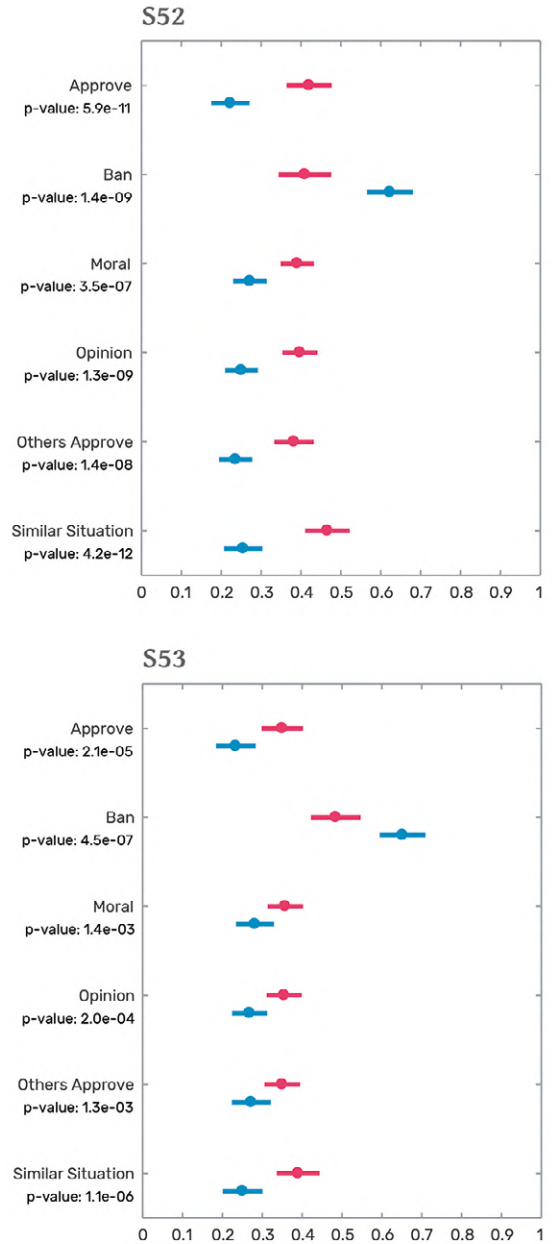 S52
Approve
p-value: 5.9e-11
Ban
p-value: 1.4e-09
Moral
p-value: 3.5e-07
Opinion
p-value: 1.3e-09
Others Approve
p-value: 1.4e-08
Similar Situation
p-value: 4.2e-12
0 0.1 0.2 0.3 0.4 0.5 0.6 0.7 0.8 0.9 1
S53
Approve
p-value: 2.1e-05
Ban
p-value: 4.5e-07
Moral
p-value: 1.4e-03
Opinion
p-value: 2.0e-04
Others Approve
p-value: 1.3e-03
Similar Situation
p-value: 1.1e-06
0 0.1 0.2 0.3 0.4 0.5 0.6 0.7 0.8 0.9 1